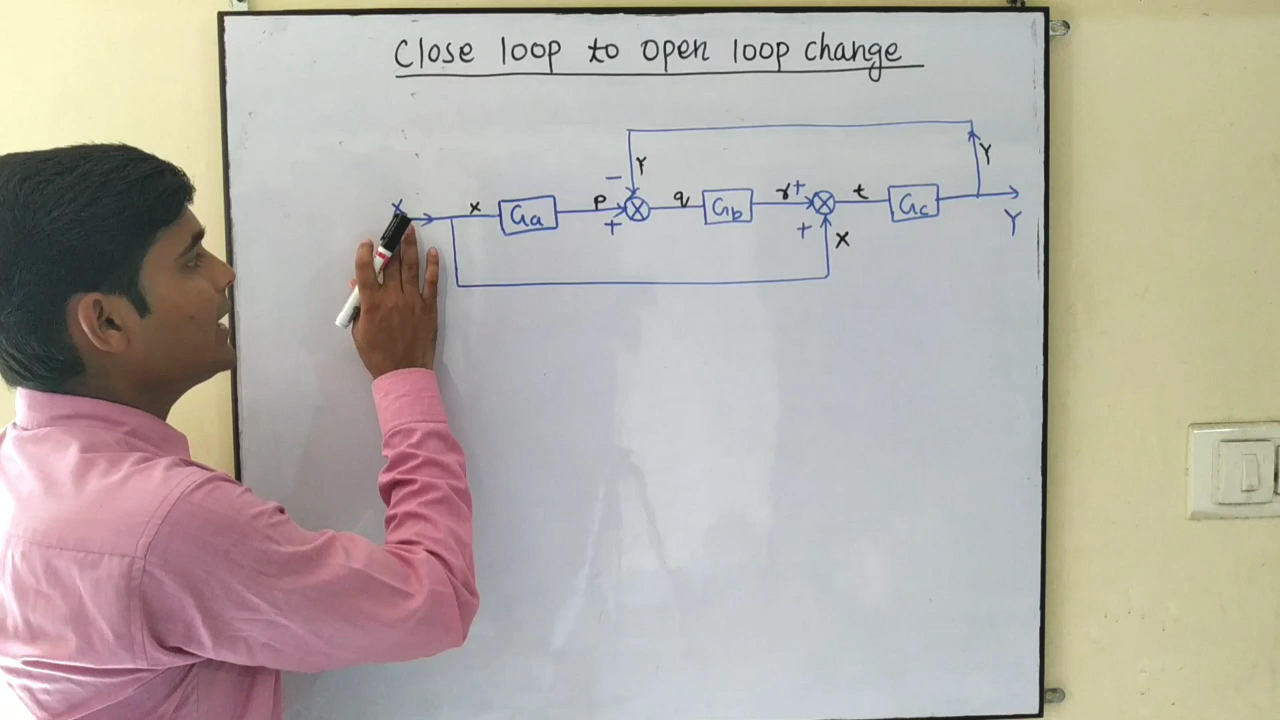 Close loop to open loop change
Y
Y
-
X x Ga p q Gb r + t Gc
+ + X Y